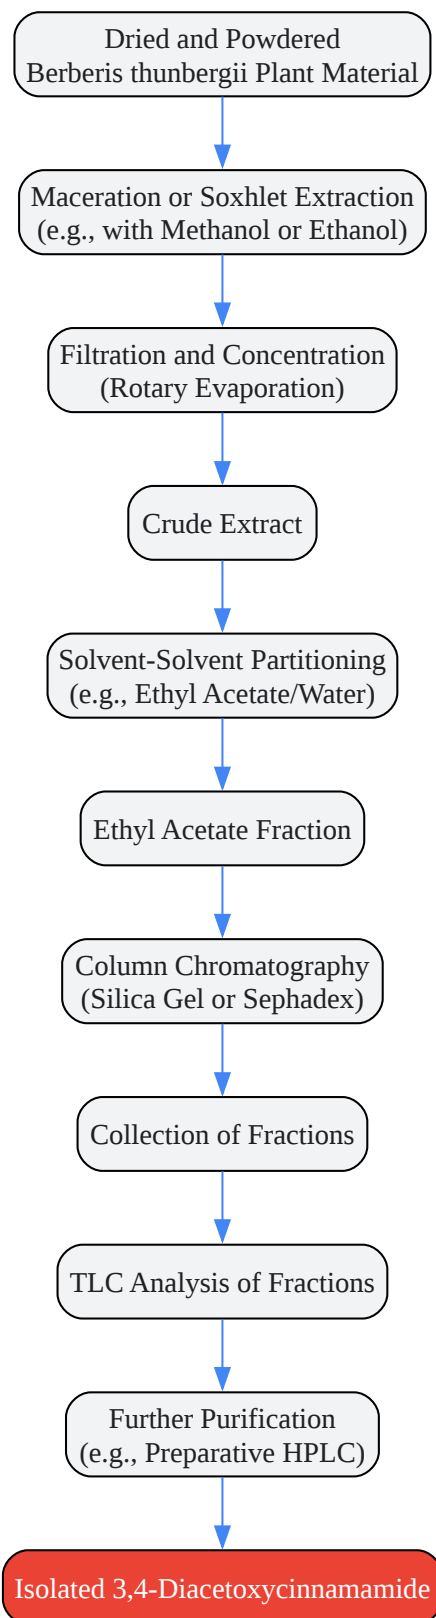 Dried and Powdered
Berberis thunbergii Plant Material
Maceration or Soxhlet Extraction
(e.g., with Methanol or Ethanol)
Filtration and Concentration
(Rotary Evaporation)
Crude Extract
Solvent-Solvent Partitioning
(e.g., Ethyl Acetate/Water)
Ethyl Acetate Fraction
Column Chromatography
(Silica Gel or Sephadex)
Collection of Fractions
TLC Analysis of Fractions
Further Purification
(e.g., Preparative HPLC)
Isolated 3,4-Diacetoxycinnamamide